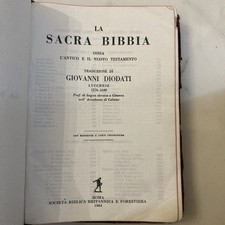 LA
SACRA BIBBIA
OSSIA
L'ANTICO E IL NUOVO TESTAMENTO
TRADUZIONE DI
GIOVANNI DIODATI
LUCCHESE
1576-1649
Prof. di lingua ebraica a Ginevra
nell' Accademia di Calvino
ROMA
SOCIETÀ BIBLICA BRITANNICA E FORESTIERA